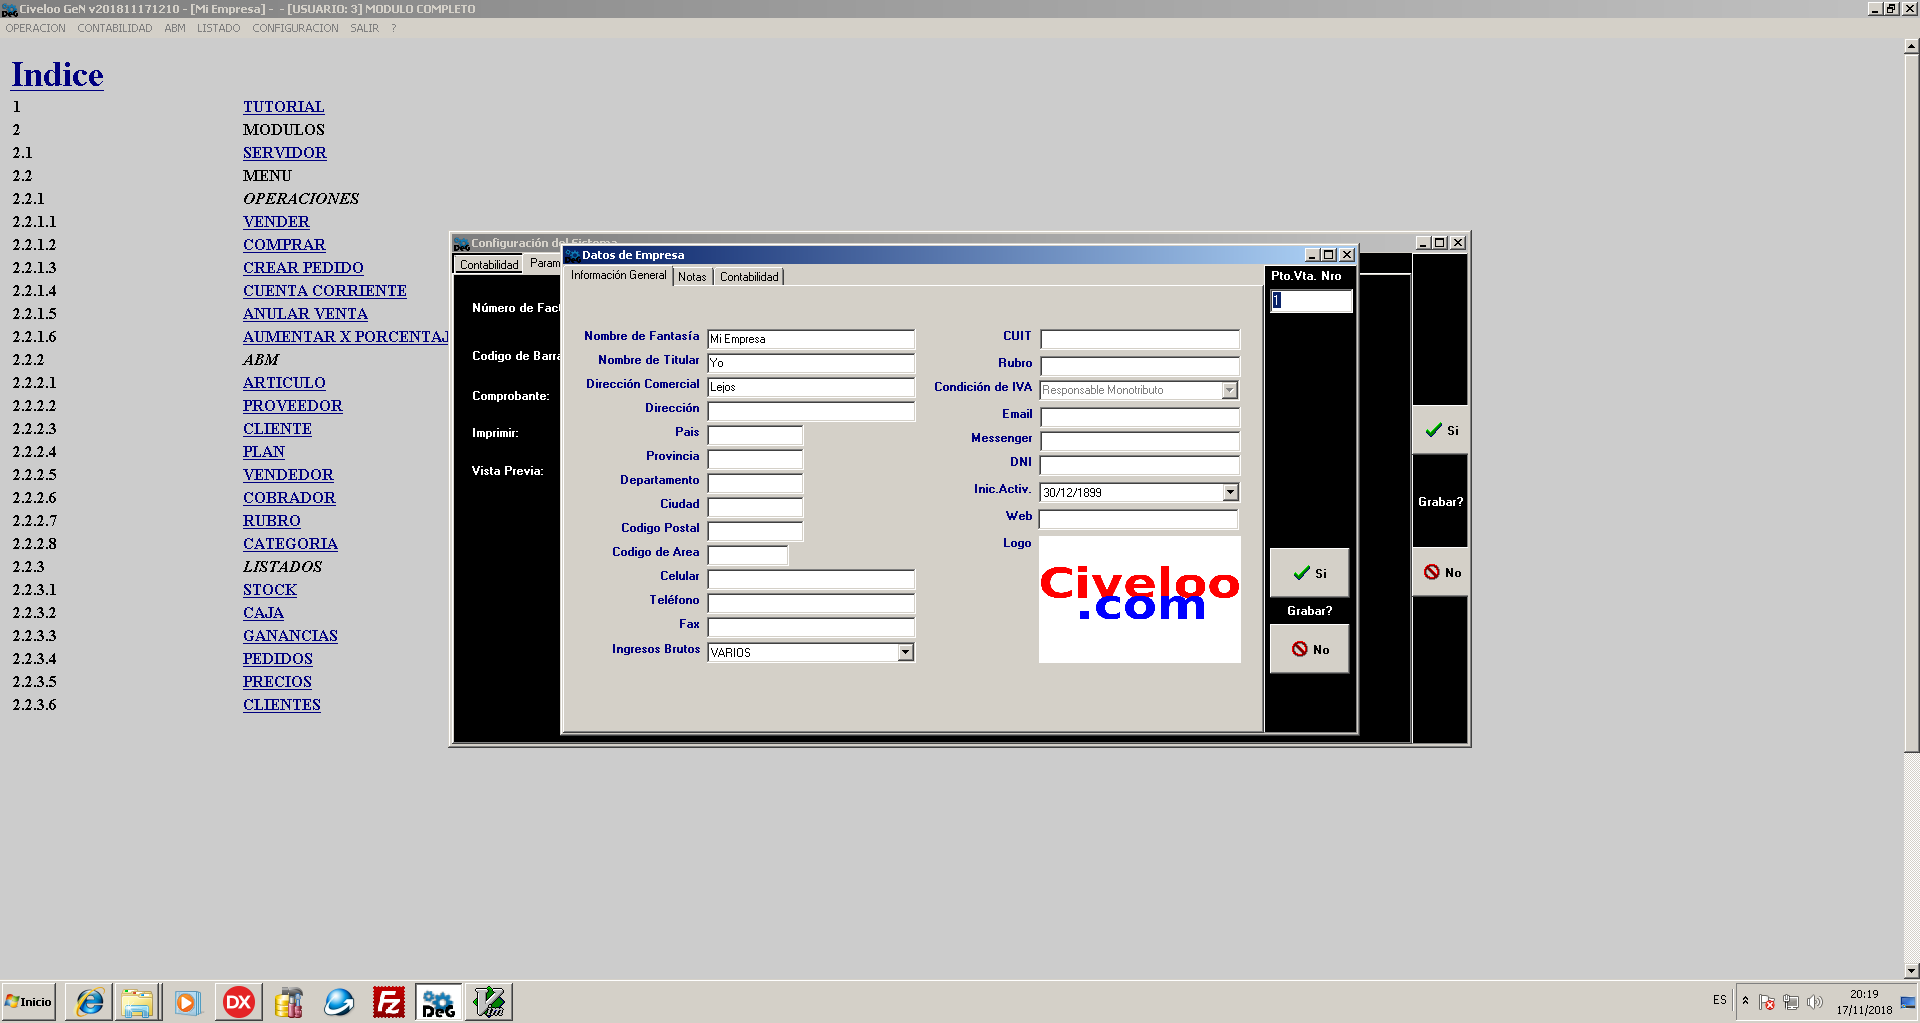 Civeloo GeN v201811171210 - [Mi Empresa] - - [USUARIO: 3] MODULO COMPLETO
OPERACION CONTABILIDAD ABM LISTADO CONFIGURACION SALIR ?
Indice
1 TUTORIAL
2 MODULOS
2.1 SERVIDOR
2.2 MENU
2.2.1 OPERACIONES
2.2.1.1 VENDER
2.2.1.2 COMPRAR
2.2.1.3 CREAR PEDIDO
2.2.1.4 CUENTA CORRIENTE
2.2.1.5 ANULAR VENTA
2.2.1.6 AUMENTAR X PORCENTAJ
2.2.2 ABM
2.2.2.1 ARTICULO
2.2.2.2 PROVEEDOR
2.2.2.3 CLIENTE
2.2.2.4 PLAN
2.2.2.5 VENDEDOR
2.2.2.6 COBRADOR
2.2.2.7 RUBRO
2.2.2.8 CATEGORIA
2.2.3 LISTADOS
2.2.3.1 STOCK
2.2.3.2 CAJA
2.2.3.3 GANANCIAS
2.2.3.4 PEDIDOS
2.2.3.5 PRECIOS
2.2.3.6 CLIENTES
Configuración del Sistema
Contabilidad Param
Número de Fact
Codigo de Barra
Comprobante:
Imprimir:
Vista Previa:
Si
Grabar?
No
Datos de Empresa
Información General Notas Contabilidad
Nombre de Fantasía Mi Empresa
Nombre de Titular Yo
Dirección Comercial Lejos
Dirección
Pais
Provincia
Departamento
Ciudad
Codigo Postal
Codigo de Area
Celular
Teléfono
Fax
Ingresos Brutos VARIOS
CUIT
Rubro
Condición de IVA Responsable Monotributo
Email
Messenger
DNI
Inic.Activ. 30/12/1899
Web
Logo
Civeloo
.com
Pto.Vta. Nro
1
Si
Grabar?
No
Inicio
DX
FZ
DeG
Vim
ES
20:19
17/11/2018